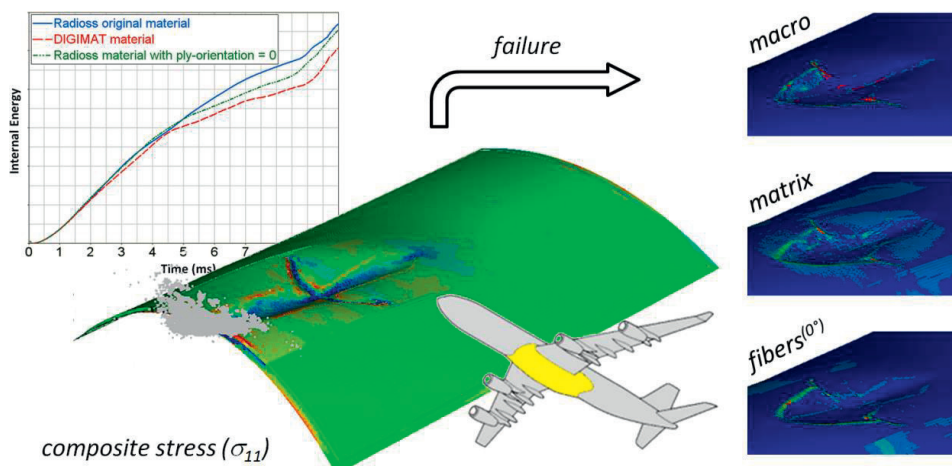 Radioss original material
DIGIMAT material
Radioss material with ply-orientation = 0
Internal Energy
0 1 2 3 4 5 6 7
Time (ms)
failure
macro
matrix
fibers(0°)
composite stress (σ11)